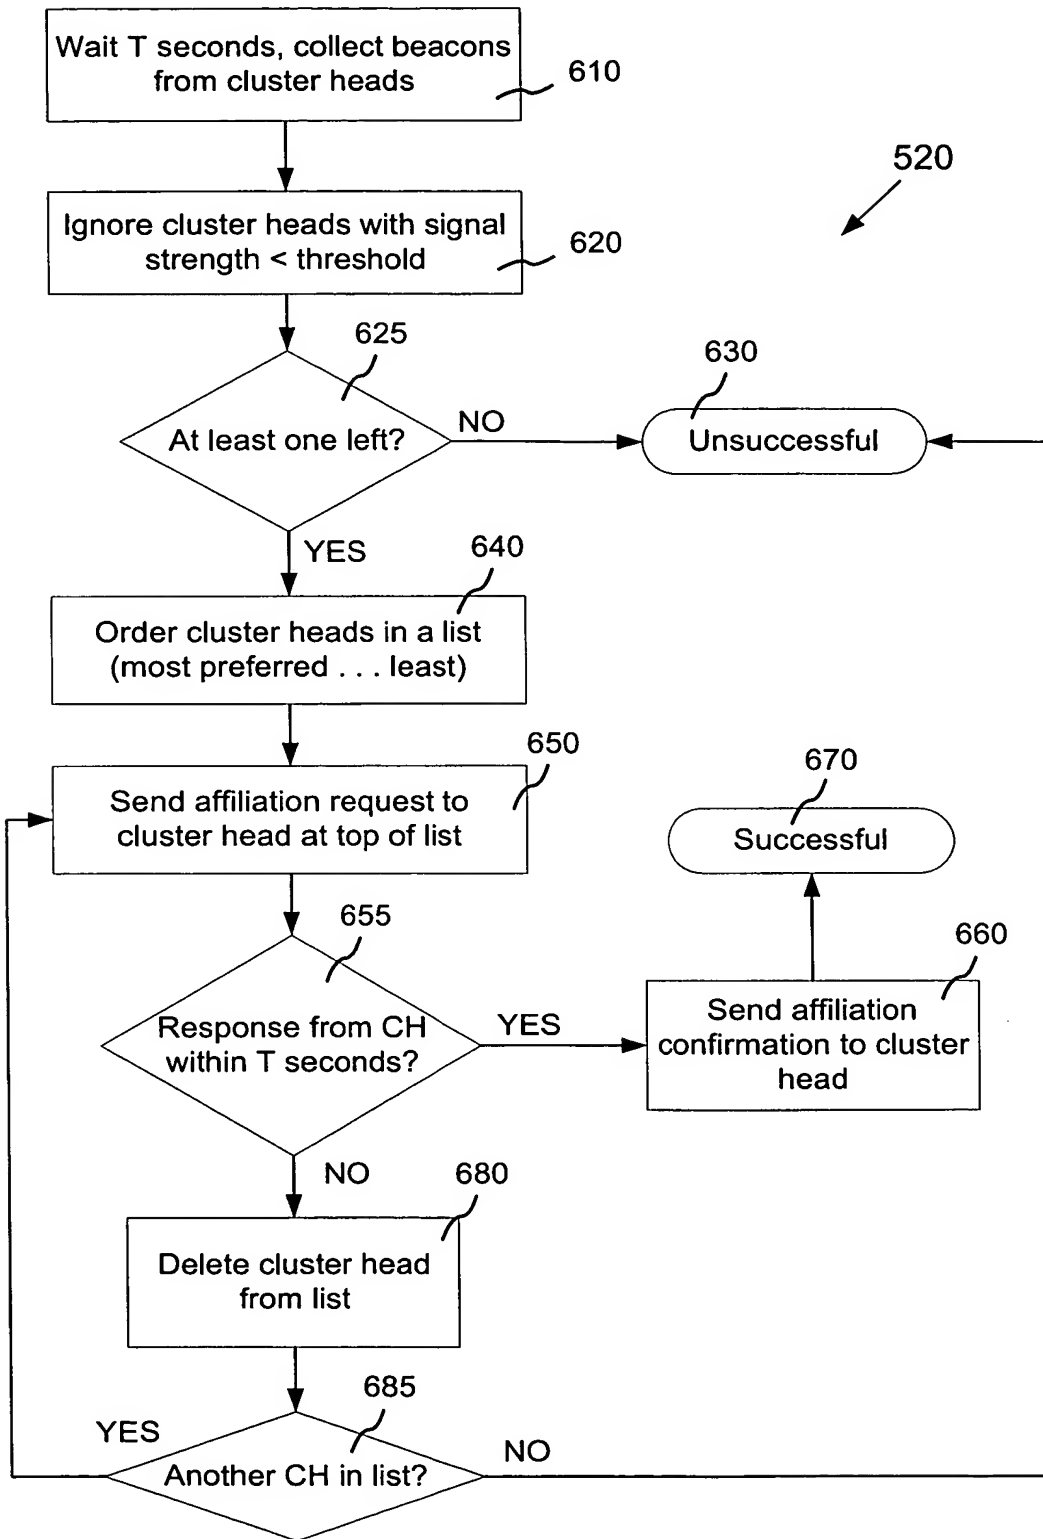 Wait T seconds, collect beacons
from cluster heads
610
520
Ignore cluster heads with signal
strength < threshold
620
625
At least one left?
NO
630
Unsuccessful
YES
640
Order cluster heads in a list
(most preferred . . . least)
650
Send affiliation request to
cluster head at top of list
670
Successful
655
Response from CH
within T seconds?
YES
660
Send affiliation
confirmation to cluster
head
NO
680
Delete cluster head
from list
685
YES
Another CH in list?
NO